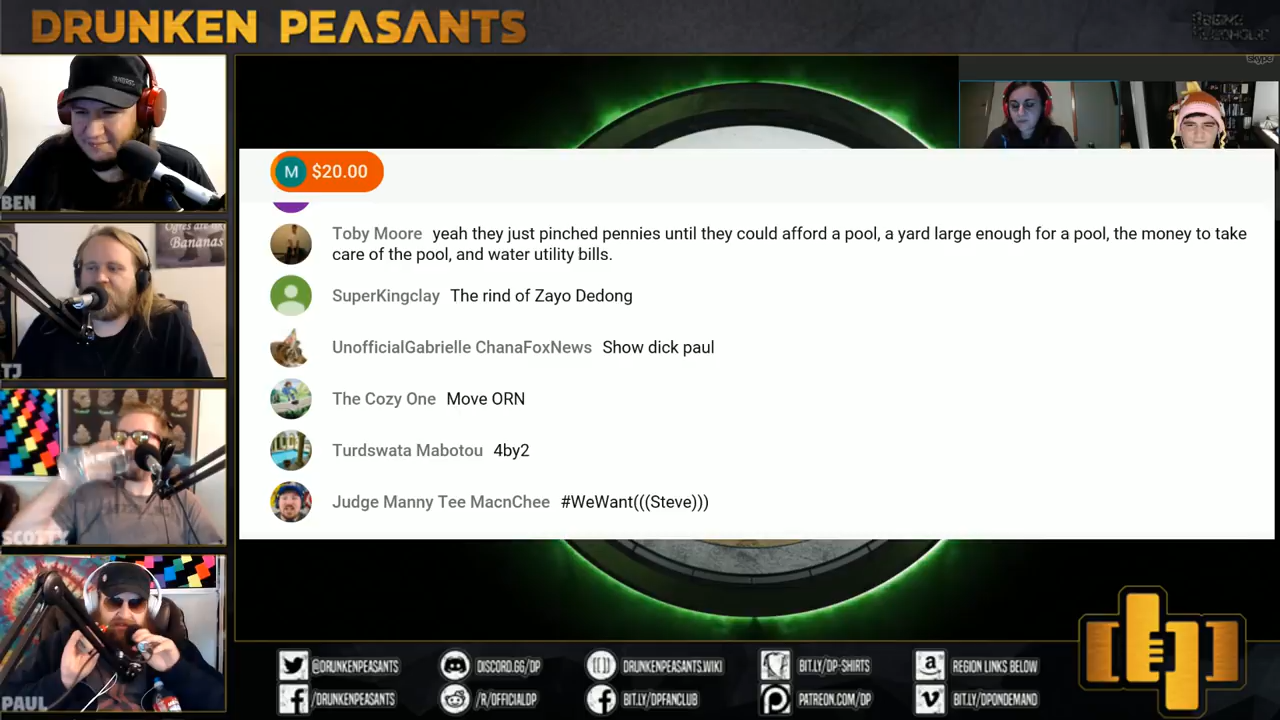 DRUNKEN PEASANTS
skype
BEN
Ogres are
Bananas
TJ
SCOTTY
PAUL
M $20.00
Toby Moore yeah they just pinched pennies until they could afford a pool, a yard large enough for a pool, the money to take
care of the pool, and water utility bills.
SuperKingclay The rind of Zayo Dedong
UnofficialGabrielle ChanaFoxNews Show dick paul
The Cozy One Move ORN
Turdswata Mabotou 4by2
Judge Manny Tee MacnChee #WeWant(((Steve)))
@DRUNKENPEASANTS DISCORD.GG/DP DRUNKENPEASANTS.WIKI BIT.LY/DP-SHIRTS REGION LINKS BELOW
/DRUNKENPEASANTS /R/OFFICIALDP BIT.LY/DPFANCLUB PATREON.COM/DP BIT.LY/DPONDEMAND